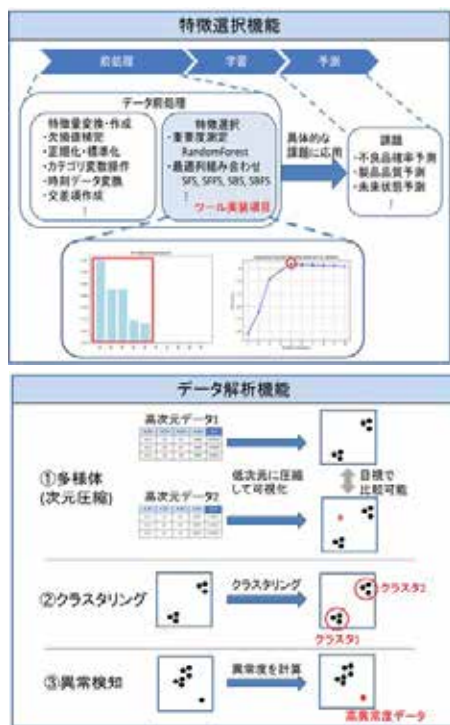 特徴選択機能
前処理
学習
予測
データ前処理
特徴量変換・作成
・欠損値補定
・正規化・標準化
・カテゴリ変数操作
・時刻データ変換
・交差項作成
⋮
特徴選択
・重要度測定
RandomForest
・最適列組み合わせ
SFS, SFFS, SBS, SBFS
⋮
ツール実装項目
具体的な
課題に応用
課題
・不良品確率予測
・製品品質予測
・未来状態予測
⋮
データ解析機能
①多様体
(次元圧縮)
高次元データ1
高次元データ2
低次元に圧縮
して可視化
目視で
比較可能
②クラスタリング
クラスタリング
クラスタ2
クラスタ1
③異常検知
異常度を計算
高異常度データ